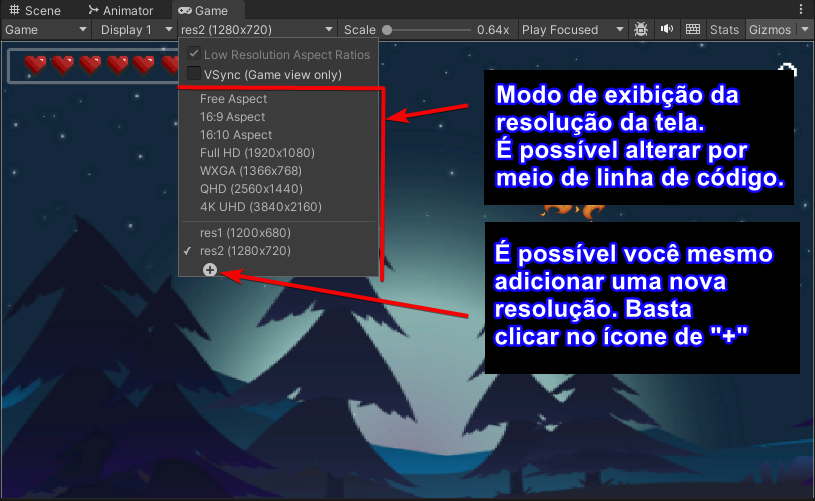 Scene Animator Game
Game Display 1 res2 (1280x720) Scale 0.64x Play Focused Stats Gizmos
Low Resolution Aspect Ratios
VSync (Game view only)
Free Aspect
16:9 Aspect
16:10 Aspect
Full HD (1920x1080)
WXGA (1366x768)
QHD (2560x1440)
4K UHD (3840x2160)
res1 (1200x680)
res2 (1280x720)
Modo de exibição da
resolução da tela.
É possível alterar por
meio de linha de código.
É possível você mesmo
adicionar uma nova
resolução. Basta
clicar no ícone de "+"